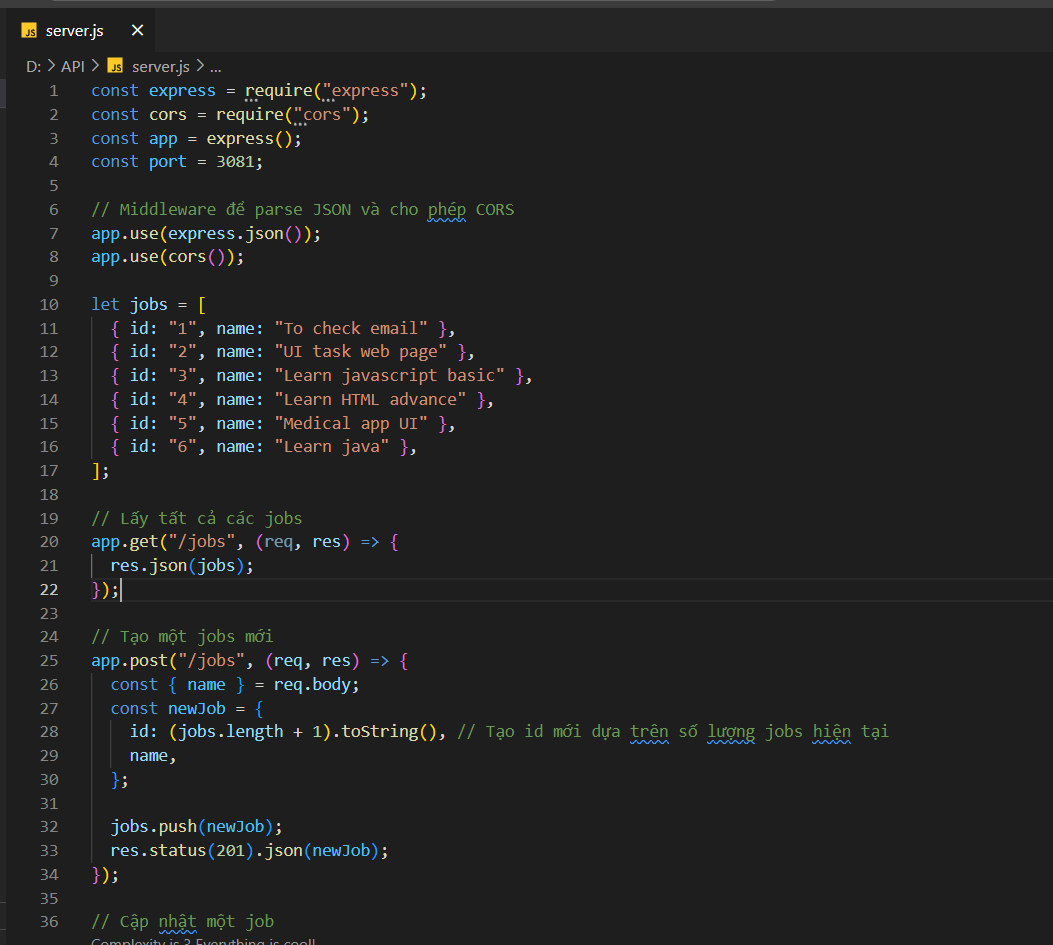 server.js
D: > API > server.js > ...
1 const express = require("express");
2 const cors = require("cors");
3 const app = express();
4 const port = 3081;
5
6 // Middleware để parse JSON và cho phép CORS
7 app.use(express.json());
8 app.use(cors());
9
10 let jobs = [
11 { id: "1", name: "To check email" },
12 { id: "2", name: "UI task web page" },
13 { id: "3", name: "Learn javascript basic" },
14 { id: "4", name: "Learn HTML advance" },
15 { id: "5", name: "Medical app UI" },
16 { id: "6", name: "Learn java" },
17 ];
18
19 // Lấy tất cả các jobs
20 app.get("/jobs", (req, res) => {
21 res.json(jobs);
22 });
23
24 // Tạo một jobs mới
25 app.post("/jobs", (req, res) => {
26 const { name } = req.body;
27 const newJob = {
28 id: (jobs.length + 1).toString(), // Tạo id mới dựa trên số lượng jobs hiện tại
29 name,
30 };
31
32 jobs.push(newJob);
33 res.status(201).json(newJob);
34 });
35
36 // Cập nhật một job
Complexity is 3 Everything is cool!